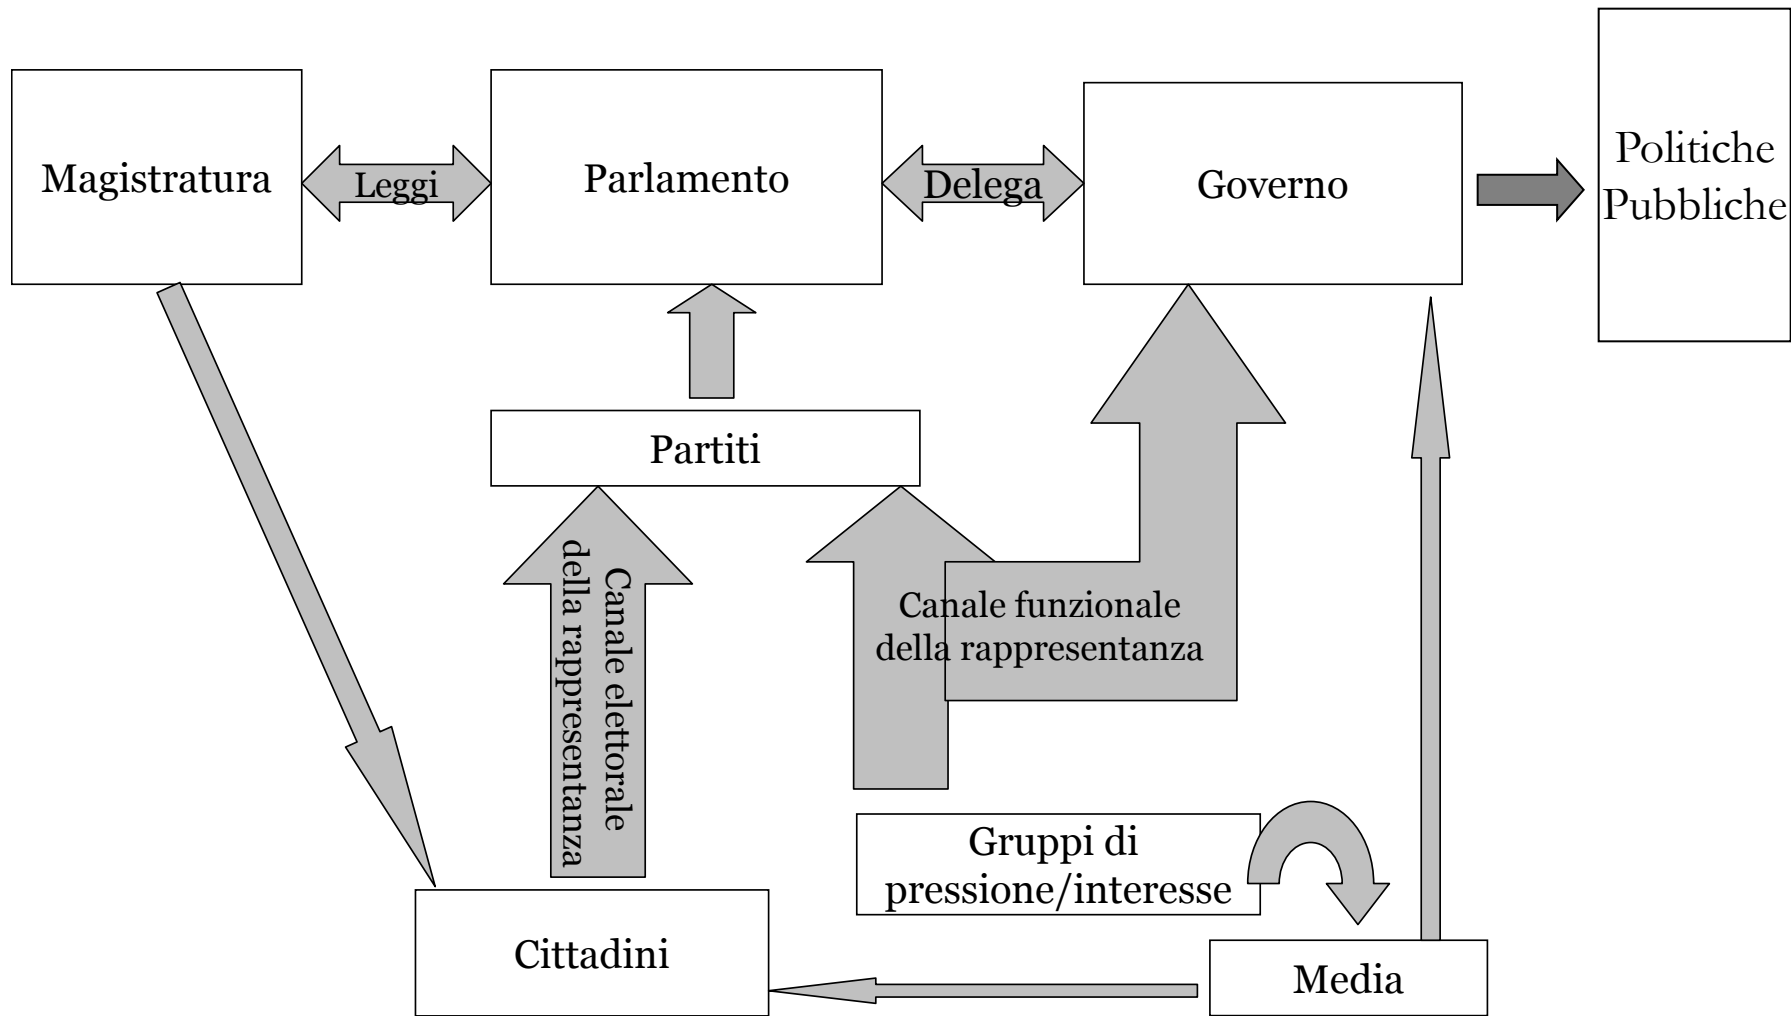 Magistratura
Leggi
Parlamento
Delega
Governo
Politiche
Pubbliche
Partiti
Canale elettorale
della rappresentanza
Canale funzionale
della rappresentanza
Gruppi di
pressione/interesse
Cittadini
Media